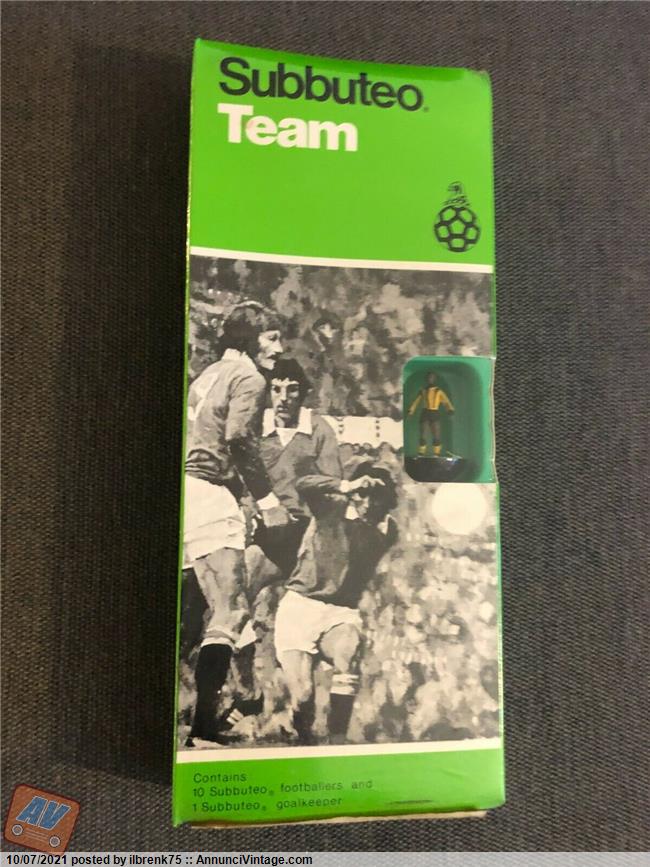 Subbuteo®
Team
Contains
10 Subbuteo® footballers and
1 Subbuteo® goalkeeper
AV
10/07/2021 posted by ilbrenk75 :: AnnunciVintage.com